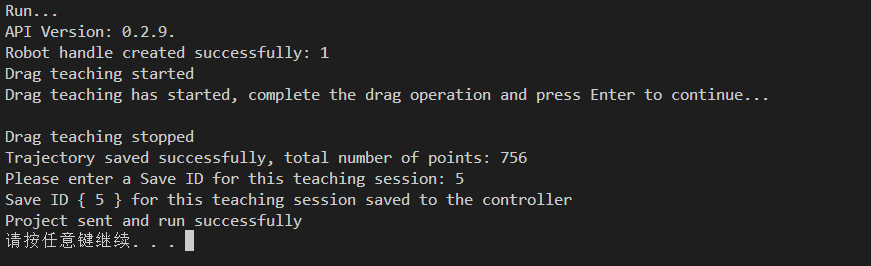 Run...
API Version: 0.2.9.
Robot handle created successfully: 1
Drag teaching started
Drag teaching has started, complete the drag operation and press Enter to continue...
Drag teaching stopped
Trajectory saved successfully, total number of points: 756
Please enter a Save ID for this teaching session: 5
Save ID { 5 } for this teaching session saved to the controller
Project sent and run successfully
请按任意键继续. . .